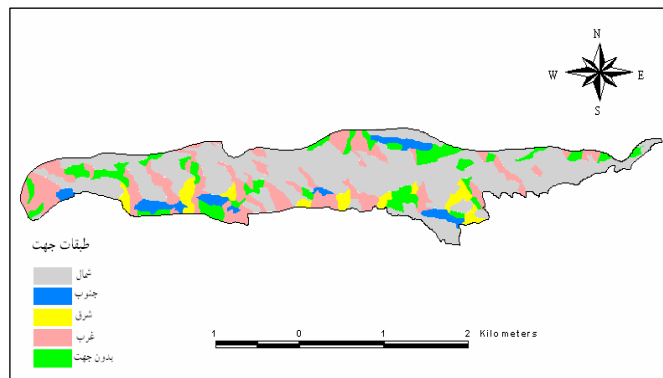 N
W E
S
طبقات جهت
شمال
جنوب
شرق
غرب
بدون جهت
1 0 1 2 Kilometers